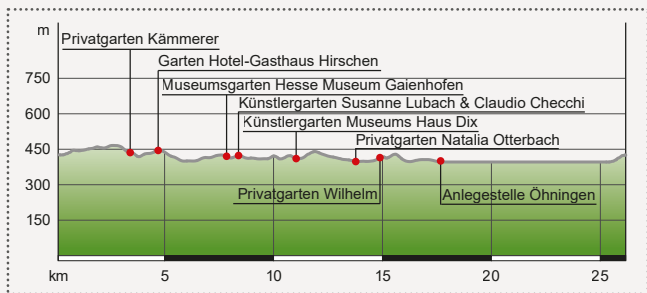 m
Privatgarten Kämmerer
Garten Hotel-Gasthaus Hirschen
Museumsgarten Hesse Museum Gaienhofen
Künstlergarten Susanne Lubach & Claudio Checchi
Künstlergarten Museums Haus Dix
Privatgarten Natalia Otterbach
Privatgarten Wilhelm
Anlegestelle Öhningen
750
600
450
300
150
km 5 10 15 20 25